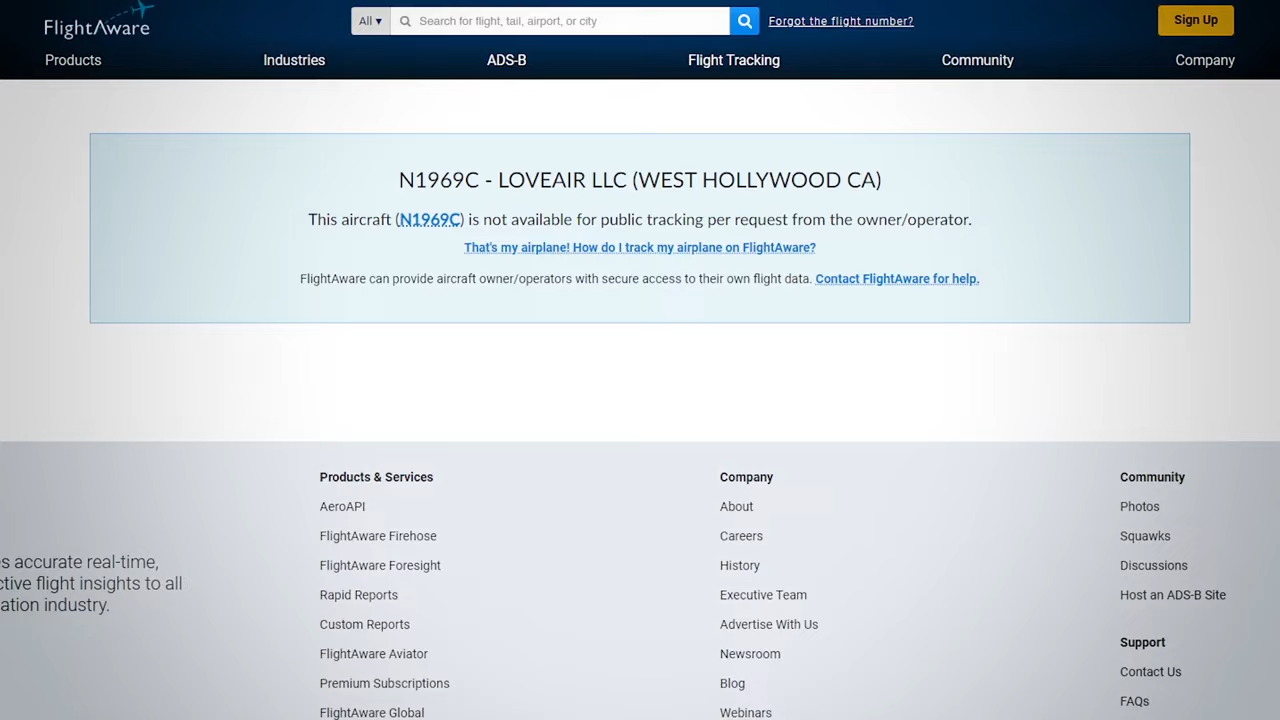 FlightAware
All ▾
Search for flight, tail, airport, or city
Forgot the flight number?
Sign Up
Products
Industries
ADS-B
Flight Tracking
Community
Company
N1969C - LOVEAIR LLC (WEST HOLLYWOOD CA)
This aircraft (N1969C) is not available for public tracking per request from the owner/operator.
That's my airplane! How do I track my airplane on FlightAware?
FlightAware can provide aircraft owner/operators with secure access to their own flight data. Contact FlightAware for help.
s accurate real-time,
ctive flight insights to all
ation industry.
Products & Services
AeroAPI
FlightAware Firehose
FlightAware Foresight
Rapid Reports
Custom Reports
FlightAware Aviator
Premium Subscriptions
FlightAware Global
Company
About
Careers
History
Executive Team
Advertise With Us
Newsroom
Blog
Webinars
Community
Photos
Squawks
Discussions
Host an ADS-B Site
Support
Contact Us
FAQs